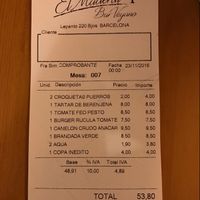 El
Bar Vegano
Lepanto 220 Bjos. BARCELONA
Cliente
Fra Sim COMPROBANTE Fecha: 23/11/2016
00:00
Mesa: 007
Unid. Descripción Precio Importe
2 CROQUETAS PUERROS 2,00 4,00
1 TARTAR DE BERENJENA 8,00 8,00
1 TOMATE FEO FESTO 8,50 8,50
1 BURGER RUCULA TOMATE 7,50 7,50
1 CANELON CRUDO ANACAR 9,50 9,50
1 BRANDADA VERDE 8,50 8,50
2 AGUA 1,90 3,80
1 COPA INEDITO 4,00 4,00
Base % IVA Total IVA
48,91 10,00 4,89
TOTAL 53,80